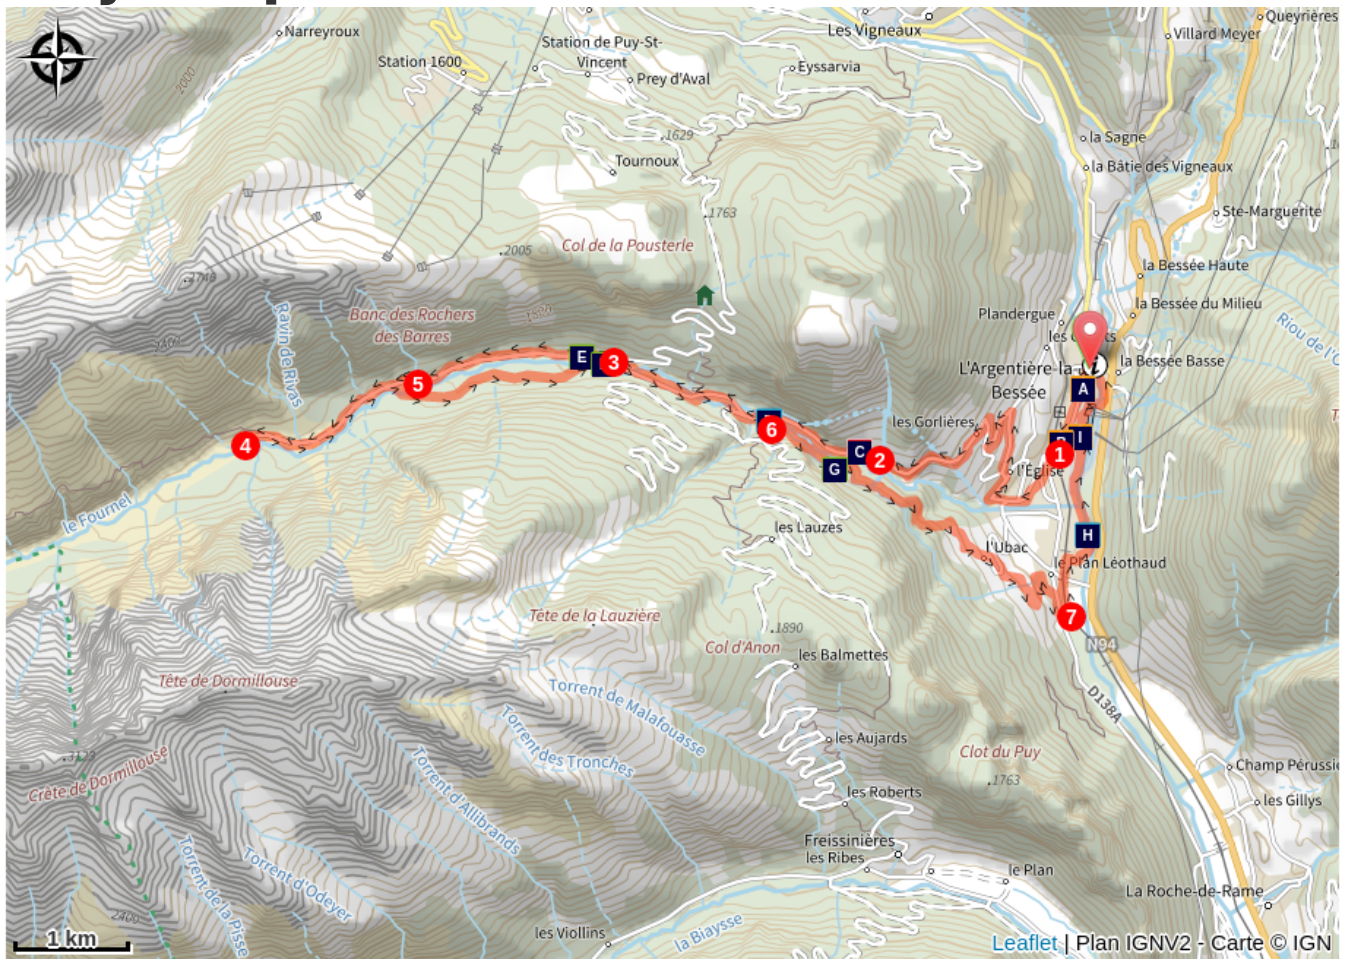 Narreyroux
Queyrières
Les Vigneaux
Villard Meyer
Station de Puy-St-
Vincent
Station 1600
Eyssarvia
Prey d'Aval
2000
.1629
la Sagne
Tournoux
la Bâtie des Vigneaux
.1763
Ste-Marguerite
Col de la Pousterle
.2005
la Bessée Haute
.2749
la Bessée du Milieu
Ravin de Rivas
Banc des Rochers
des Barres
Plandergue
2400
L'Argentière-la-
Bessée
la Bessée Basse
E
3
5
A
les Gorlières
6
I
4
C
2
1
G
l'Église
le Fournel
les Lauzes
H
l'Ubac
le Plan Léothaud
Tête de la Lauzière
7
.1890
Col d'Anon
N94
les Balmettes
Tête de Dormillouse
Torrent de Malafouasse
D138A
Torrent des Tronches
les Aujards
Clot du Puy
.3129
Crête de Dormillouse
Torrent d'Allibrands
.1763
Champ Pérussi
les Roberts
les Gillys
Freissinières
les Ribes
Torrent de la Pisse
Torrent d'Odeyer
le Plan
La Roche-de-Rame
2400
les Viollins
la Biaysse
1 km
Leaflet | Plan IGNV2 - Carte © IGN